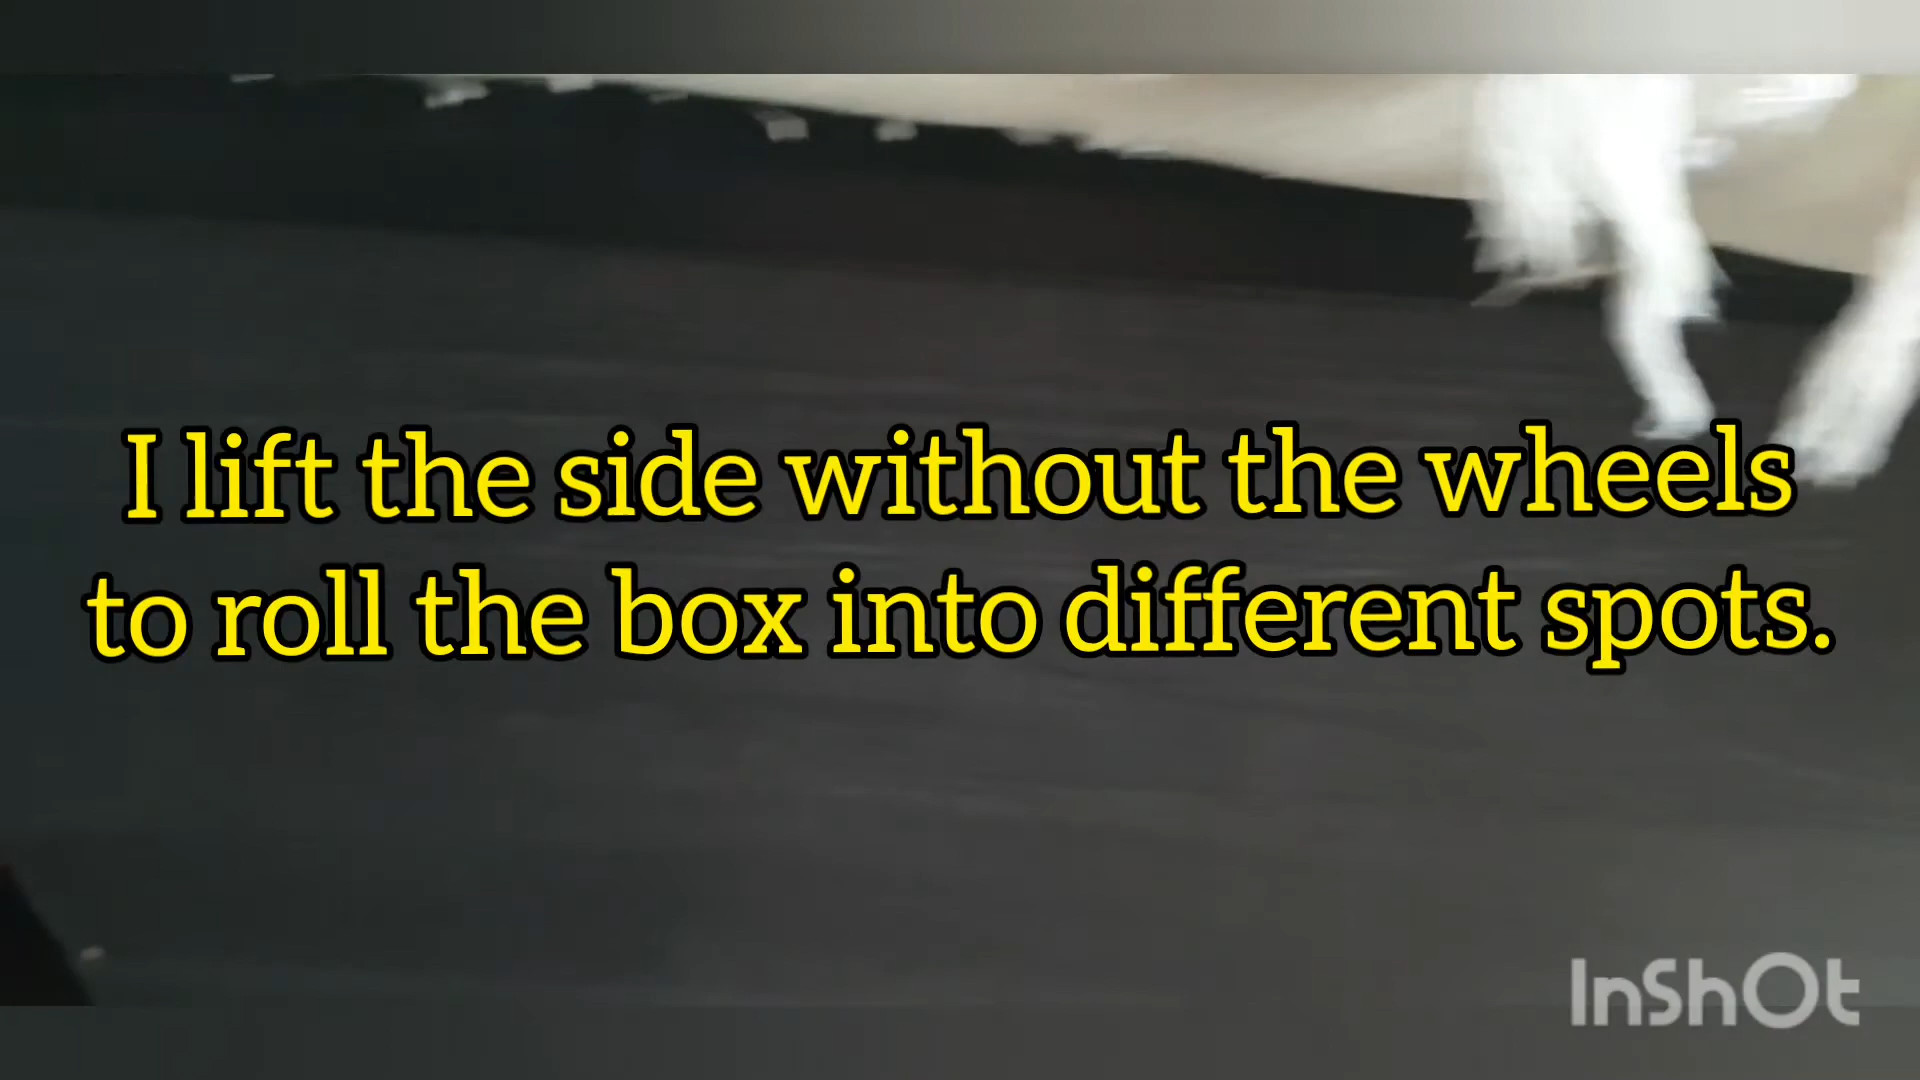 I lift the side without the wheels
to roll the box into different spots.
InShOt